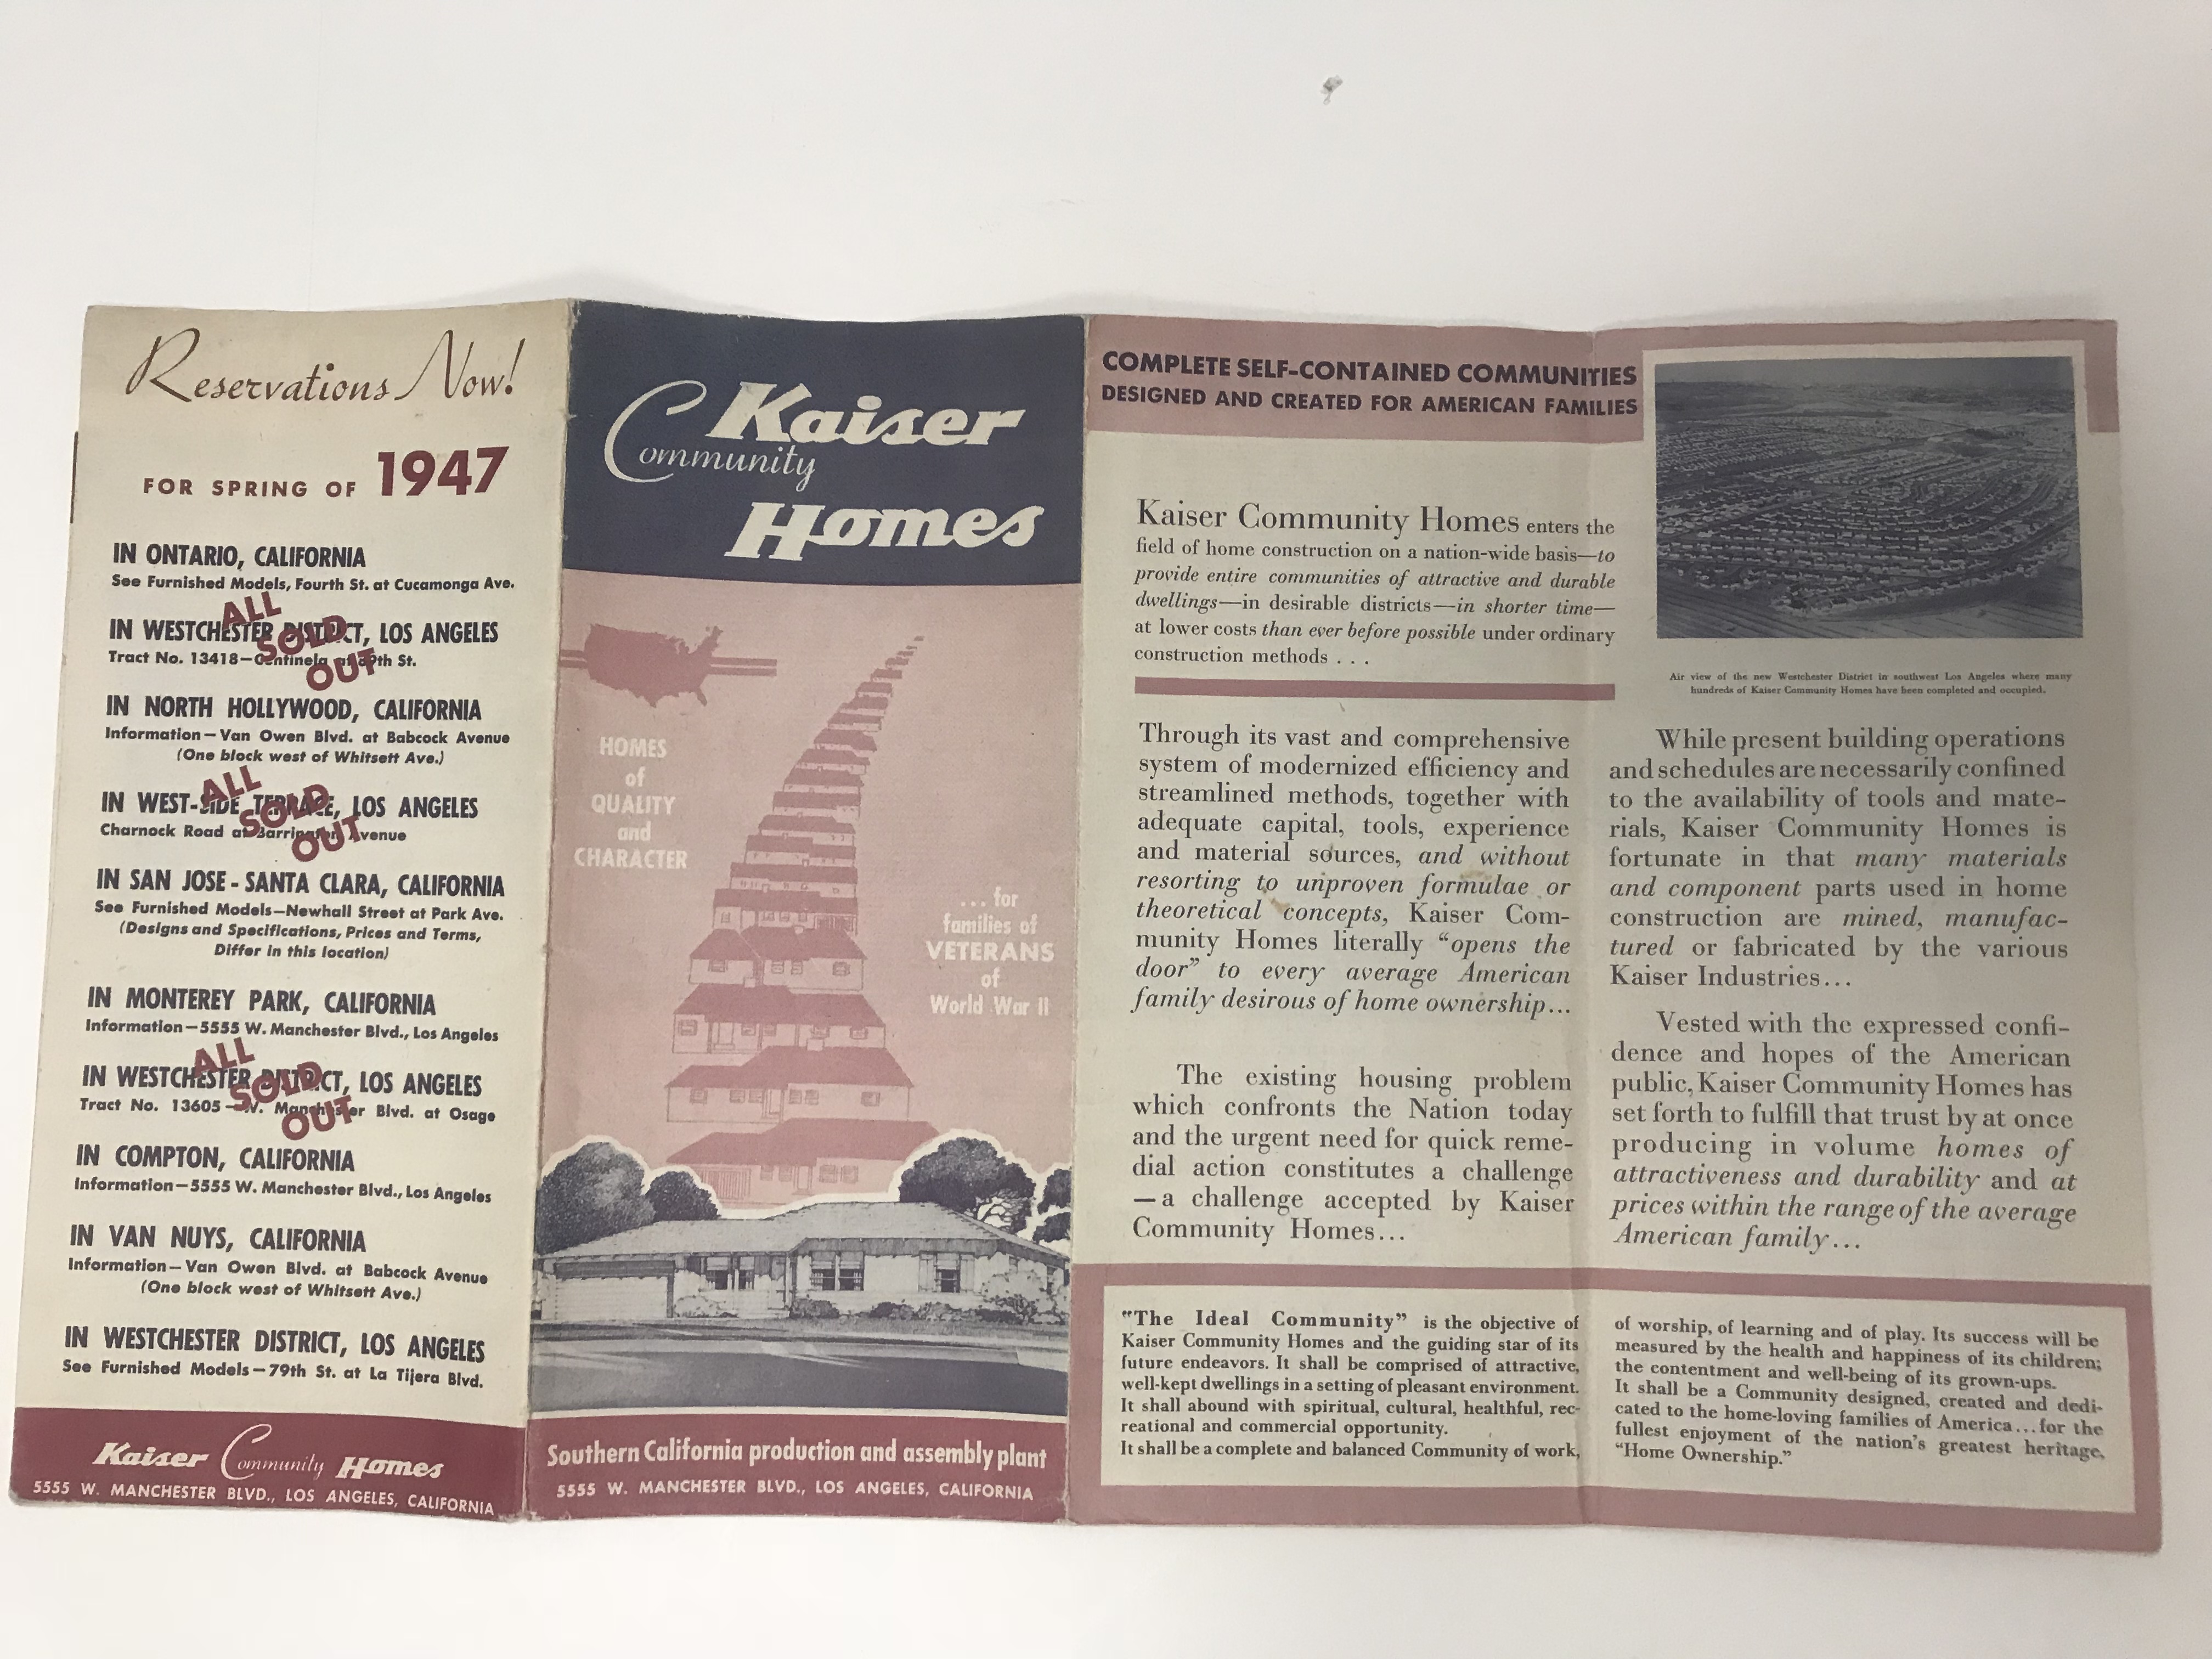 Reservations Now!
FOR SPRING OF 1947
IN ONTARIO, CALIFORNIA
See Furnished Models, Fourth St. at Cucamonga Ave.
ALL
SOLD
OUT
IN WESTCHESTER DISTRICT, LOS ANGELES
Tract No. 13418—Centinela at 89th St.
IN NORTH HOLLYWOOD, CALIFORNIA
Information—Van Owen Blvd. at Babcock Avenue
(One block west of Whitsett Ave.)
ALL
SOLD
OUT
IN WEST-SIDE TERRACE, LOS ANGELES
Charnock Road at Barrington Avenue
IN SAN JOSE - SANTA CLARA, CALIFORNIA
See Furnished Models—Newhall Street at Park Ave.
(Designs and Specifications, Prices and Terms,
Differ in this location)
IN MONTEREY PARK, CALIFORNIA
Information—5555 W. Manchester Blvd., Los Angeles
ALL
SOLD
OUT
IN WESTCHESTER DISTRICT, LOS ANGELES
Tract No. 13605—W. Manchester Blvd. at Osage
IN COMPTON, CALIFORNIA
Information—5555 W. Manchester Blvd., Los Angeles
IN VAN NUYS, CALIFORNIA
Information—Van Owen Blvd. at Babcock Avenue
(One block west of Whitsett Ave.)
IN WESTCHESTER DISTRICT, LOS ANGELES
See Furnished Models—79th St. at La Tijera Blvd.
Kaiser Community Homes
5555 W. MANCHESTER BLVD., LOS ANGELES, CALIFORNIA
Kaiser
Community
Homes
HOMES
of
QUALITY
and
CHARACTER
...for
families of
VETERANS
of
World War II
Southern California production and assembly plant
5555 W. MANCHESTER BLVD., LOS ANGELES, CALIFORNIA
COMPLETE SELF-CONTAINED COMMUNITIES
DESIGNED AND CREATED FOR AMERICAN FAMILIES
Kaiser Community Homes enters the
field of home construction on a nation-wide basis—to
provide entire communities of attractive and durable
dwellings—in desirable districts—in shorter time—
at lower costs than ever before possible under ordinary
construction methods . . .
Through its vast and comprehensive
system of modernized efficiency and
streamlined methods, together with
adequate capital, tools, experience
and material sources, and without
resorting to unproven formulae or
theoretical concepts, Kaiser Com-
munity Homes literally “opens the
door” to every average American
family desirous of home ownership...
The existing housing problem
which confronts the Nation today
and the urgent need for quick reme-
dial action constitutes a challenge
—a challenge accepted by Kaiser
Community Homes...
Air view of the new Westchester District in southwest Los Angeles where many
hundreds of Kaiser Community Homes have been completed and occupied.
While present building operations
and schedules are necessarily confined
to the availability of tools and mate-
rials, Kaiser Community Homes is
fortunate in that many materials
and component parts used in home
construction are mined, manufac-
tured or fabricated by the various
Kaiser Industries...
Vested with the expressed confi-
dence and hopes of the American
public, Kaiser Community Homes has
set forth to fulfill that trust by at once
producing in volume homes of
attractiveness and durability and at
prices within the range of the average
American family...
“The Ideal Community” is the objective of
Kaiser Community Homes and the guiding star of its
future endeavors. It shall be comprised of attractive,
well-kept dwellings in a setting of pleasant environment.
It shall abound with spiritual, cultural, healthful, rec-
reational and commercial opportunity.
It shall be a complete and balanced Community of work,
of worship, of learning and of play. Its success will be
measured by the health and happiness of its children;
the contentment and well-being of its grown-ups.
It shall be a Community designed, created and dedi-
cated to the home-loving families of America...for the
fullest enjoyment of the nation's greatest heritage,
“Home Ownership.”